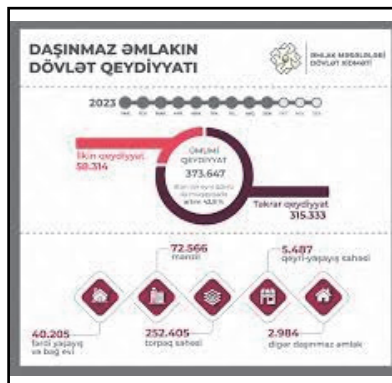 DAŞINMAZ ƏMLAKIN
DÖVLƏT QEYDİYYATI
ƏMLAK MƏSƏLƏLƏRİ
DÖVLƏT XİDMƏTİ
2023
İlkin qeydiyyat
58.314
ÜMUMİ
QEYDİYYAT
373.647
Təkrar qeydiyyat
315.333
72.566
mənzil
5.487
qeyri-yaşayış sahəsi
40.205
fərdi yaşayış
və bağ evi
252.405
torpaq sahəsi
2.984
digər daşınmaz əmlak